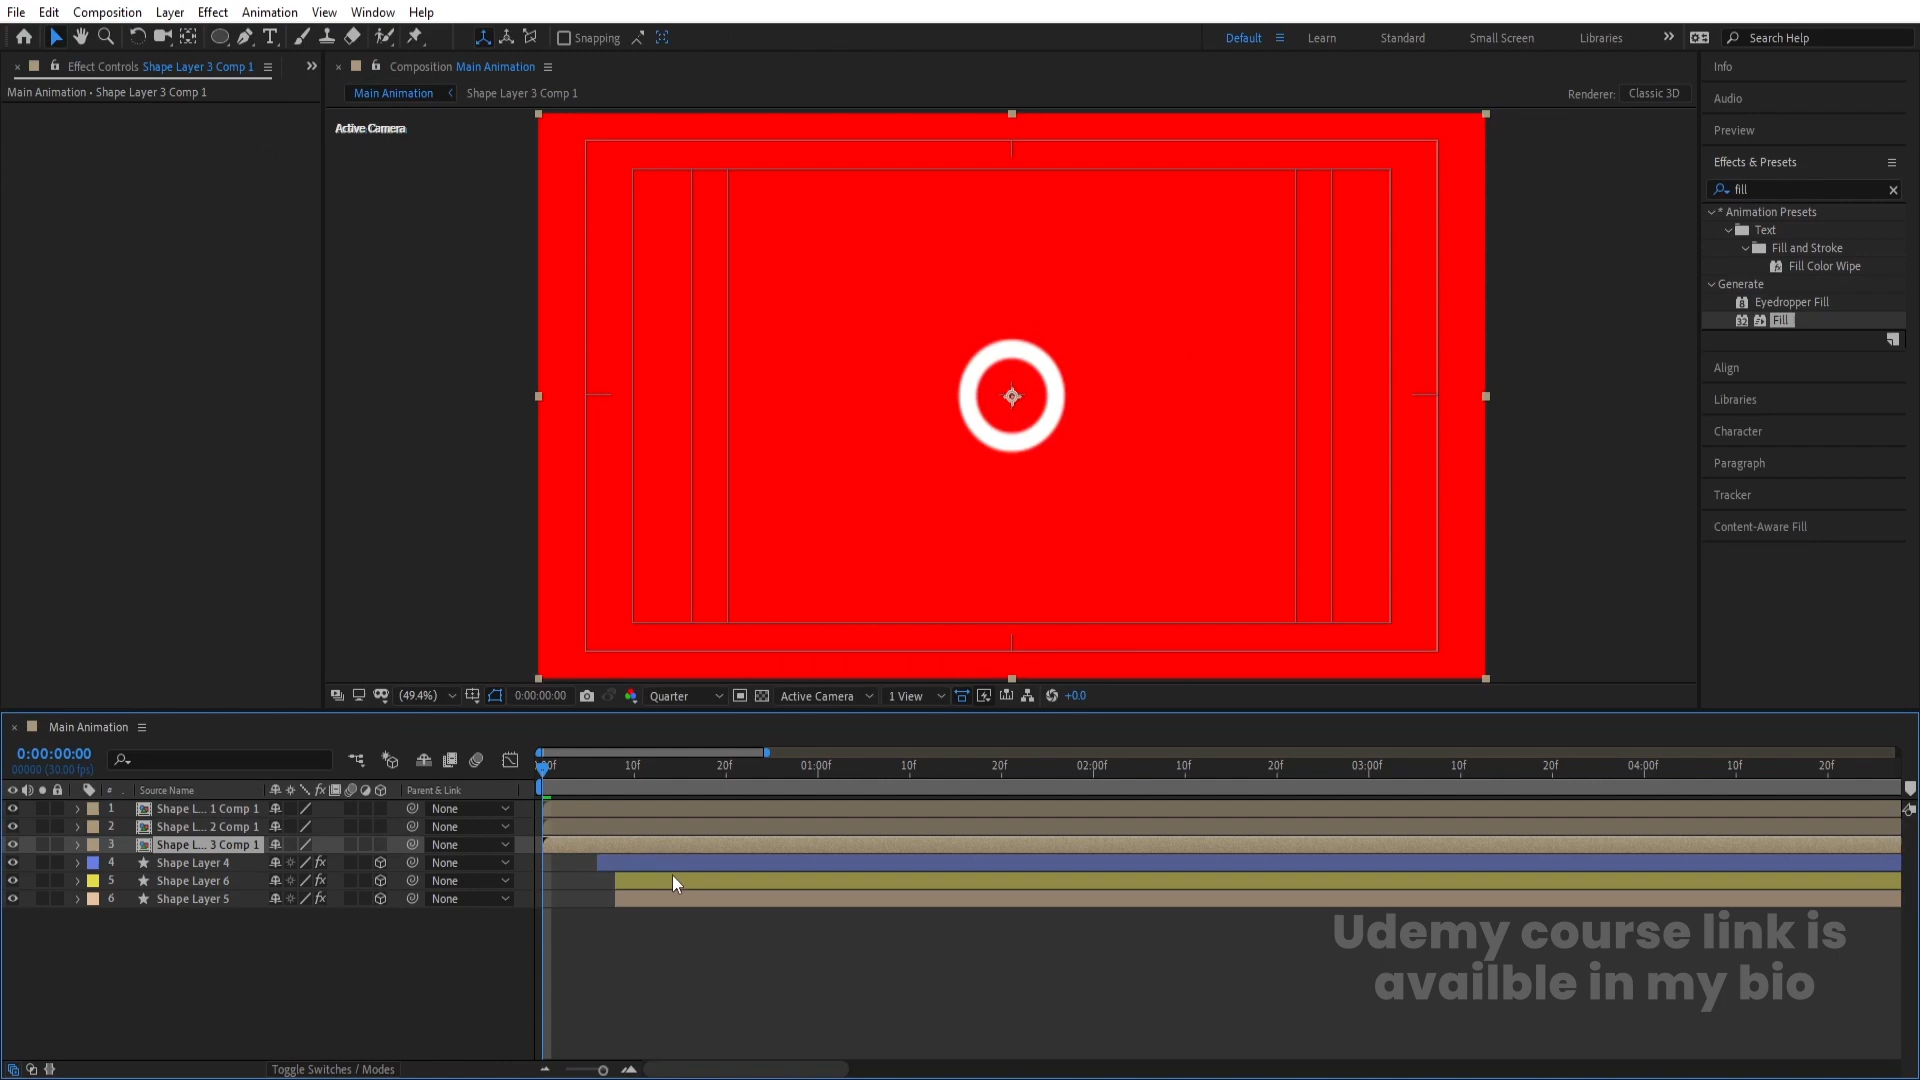 File Edit Composition Layer Effect Animation View Window Help
Snapping Default Learn Standard Small Screen Libraries Search Help
Effect Controls Shape Layer 3 Comp 1
Main Animation • Shape Layer 3 Comp 1
Composition Main Animation
Main Animation Shape Layer 3 Comp 1
Renderer: Classic 3D
Active Camera
Info
Audio
Preview
Effects & Presets
fill
* Animation Presets
Text
Fill and Stroke
Fill Color Wipe
Generate
Eyedropper Fill
Fill
Align
Libraries
Character
Paragraph
Tracker
Content-Aware Fill
(49.4%) 0:00:00:00 Quarter Active Camera 1 View +0.0
Main Animation
0:00:00:00
00000 (30.00 fps)
10f 20f 01:00f 10f 20f 02:00f 10f 20f 03:00f 10f 20f 04:00f 10f 20f
# Source Name Parent & Link
1 Shape L... 1 Comp 1 None
2 Shape L... 2 Comp 1 None
3 Shape L... 3 Comp 1 None
4 Shape Layer 4 None
5 Shape Layer 6 None
6 Shape Layer 5 None
Udemy course link is
availble in my bio
Toggle Switches / Modes